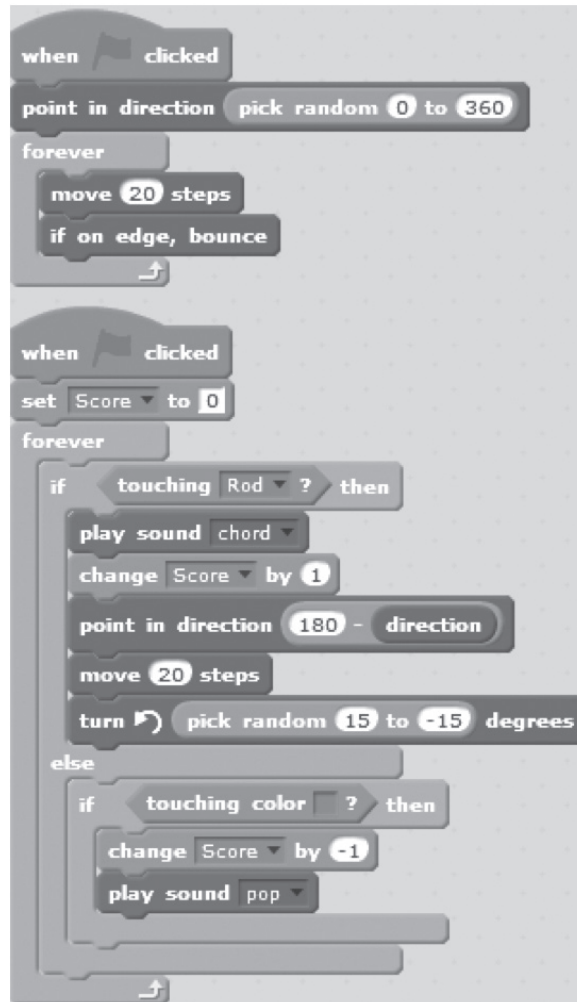 when clicked
point in direction pick random 0 to 360
forever
move 20 steps
if on edge, bounce
when clicked
set Score to 0
forever
if touching Rod ? then
play sound chord
change Score by 1
point in direction 180 - direction
move 20 steps
turn pick random 15 to -15 degrees
else
if touching color ? then
change Score by -1
play sound pop